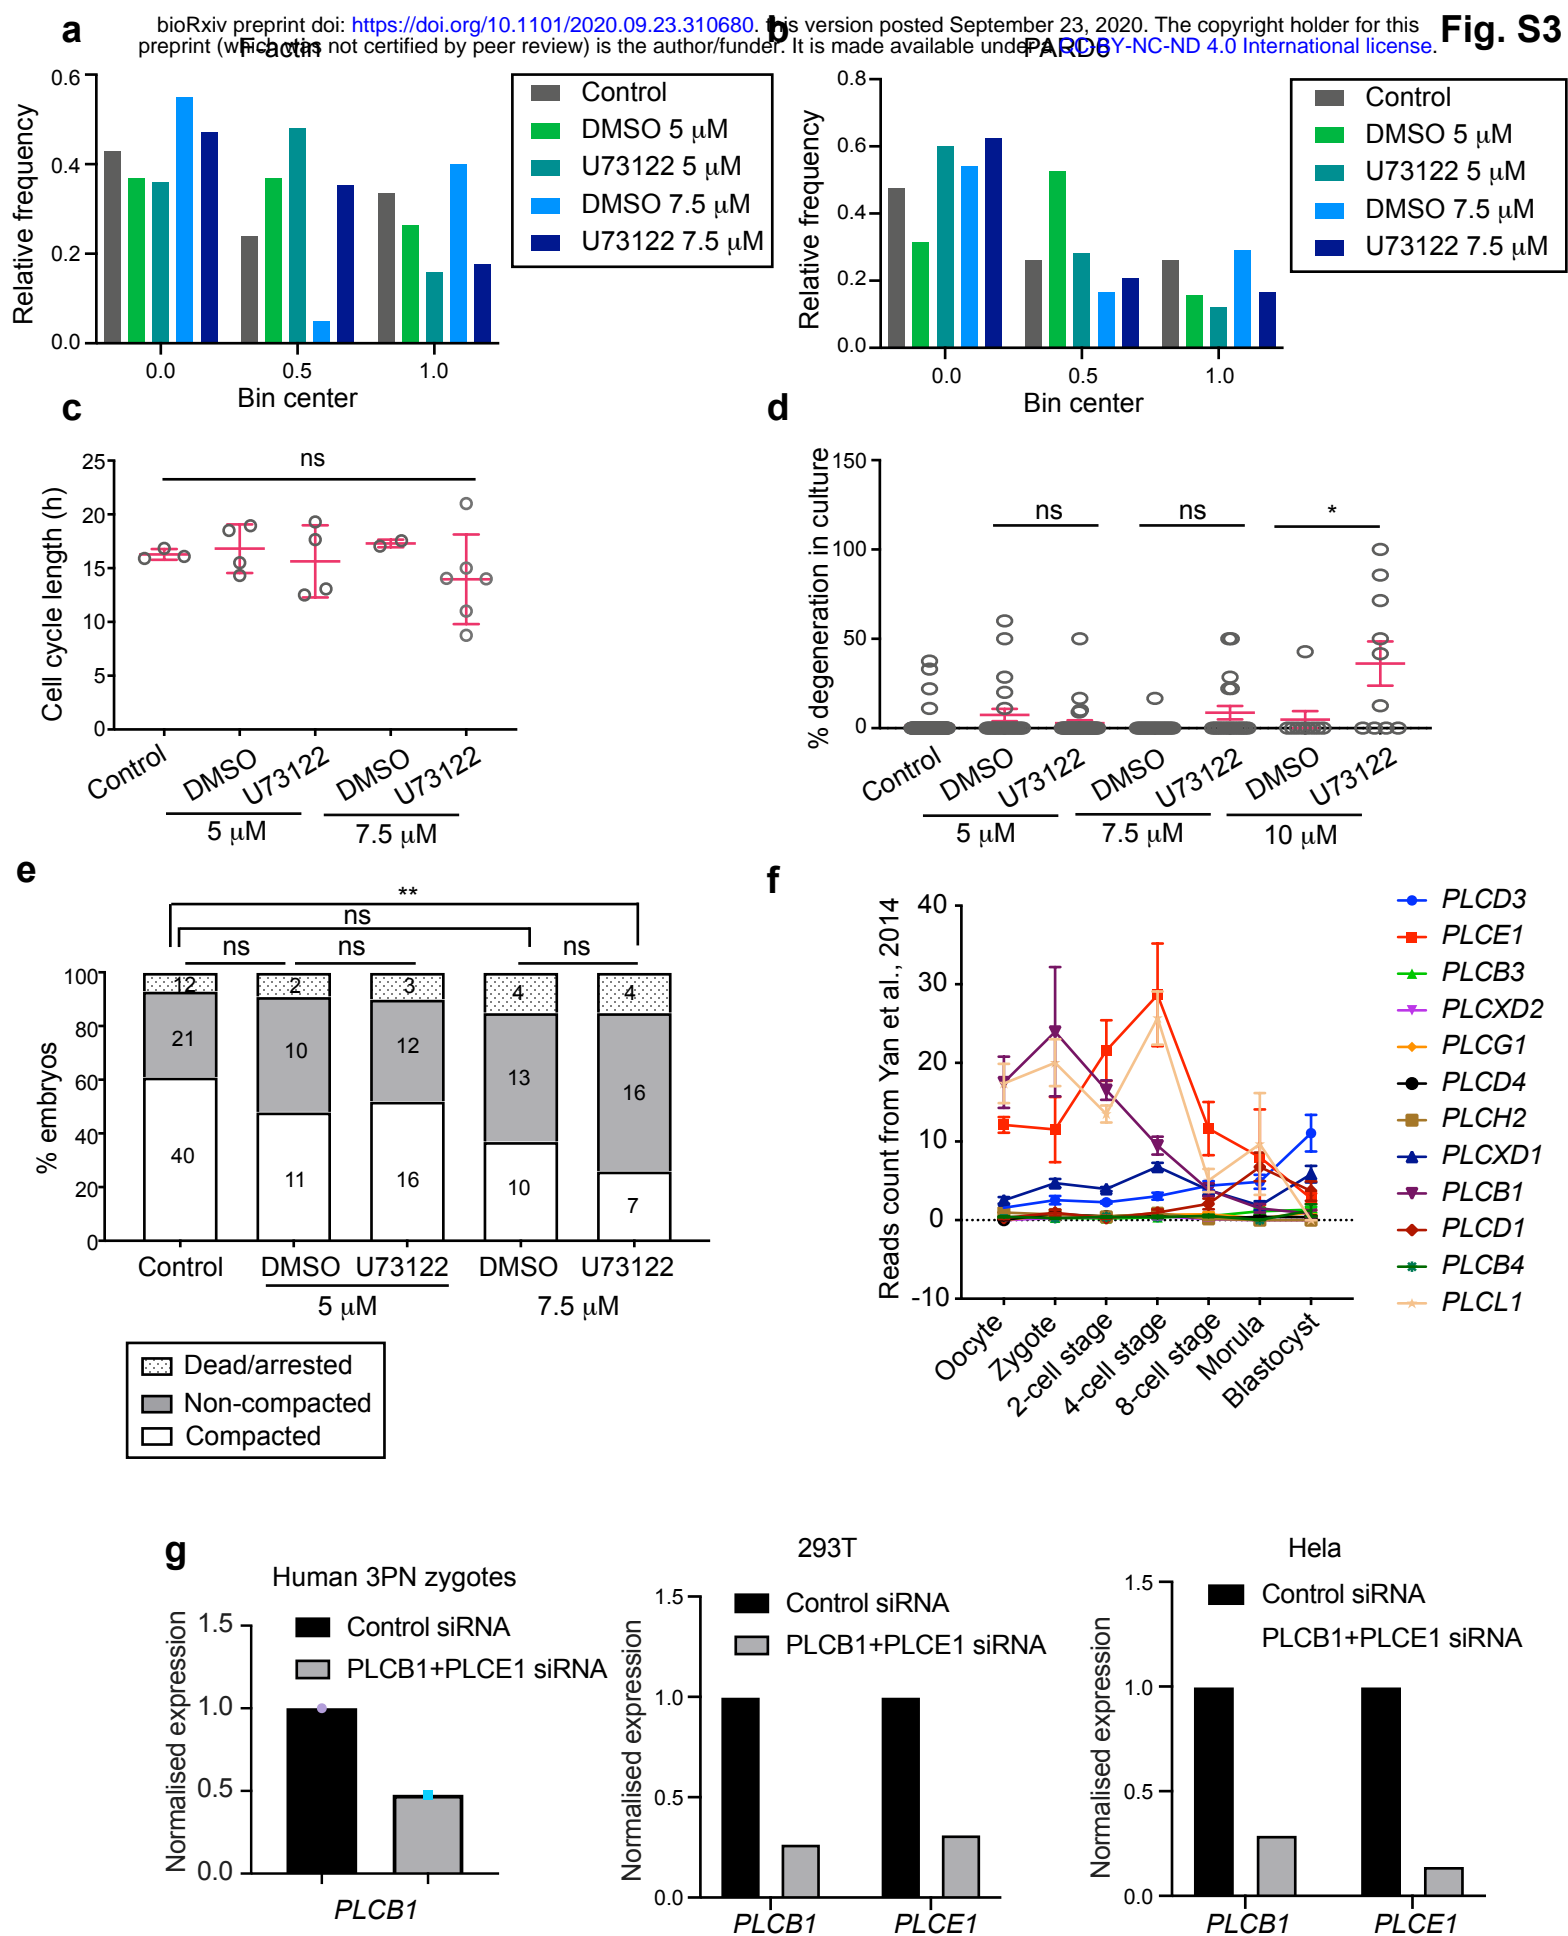 bioRxiv preprint doi: https://doi.org/10.1101/2020.09.23.310680. this version posted September 23, 2020. The copyright holder for this
preprint (which was not certified by peer review) is the author/funder. It is made available under a CC-BY-NC-ND 4.0 International license.
Fig. S3
a
F-actin
Relative frequency
0.6
0.4
0.2
0.0
0.0 0.5 1.0
Bin center
Control
DMSO 5 μM
U73122 5 μM
DMSO 7.5 μM
U73122 7.5 μM
b
Relative frequency
0.8
0.6
0.4
0.2
0.0
0.0 0.5 1.0
Bin center
Control
DMSO 5 μM
U73122 5 μM
DMSO 7.5 μM
U73122 7.5 μM
c
Cell cycle length (h)
25
20
15
10
5
0
ns
Control DMSO U73122 DMSO U73122
5 μM 7.5 μM
d
% degeneration in culture
150
100
50
0
ns ns *
Control DMSO U73122 DMSO U73122 DMSO U73122
5 μM 7.5 μM 10 μM
e
% embryos
100
80
60
40
20
0
**
ns
ns ns ns
12 2 3 4 4
21 10 12 13 16
40 11 16 10 7
Control DMSO U73122 DMSO U73122
5 μM 7.5 μM
Dead/arrested
Non-compacted
Compacted
f
Reads count from Yan et al., 2014
40
30
20
10
0
-10
Oocyte Zygote 2-cell stage 4-cell stage 8-cell stage Morula Blastocyst
PLCD3
PLCE1
PLCB3
PLCXD2
PLCG1
PLCD4
PLCH2
PLCXD1
PLCB1
PLCD1
PLCB4
PLCL1
g
Human 3PN zygotes
Normalised expression
1.5
1.0
0.5
0.0
Control siRNA
PLCB1+PLCE1 siRNA
PLCB1
293T
Normalised expression
1.5
1.0
0.5
0.0
Control siRNA
PLCB1+PLCE1 siRNA
PLCB1 PLCE1
Hela
Normalised expression
1.5
1.0
0.5
0.0
Control siRNA
PLCB1+PLCE1 siRNA
PLCB1 PLCE1